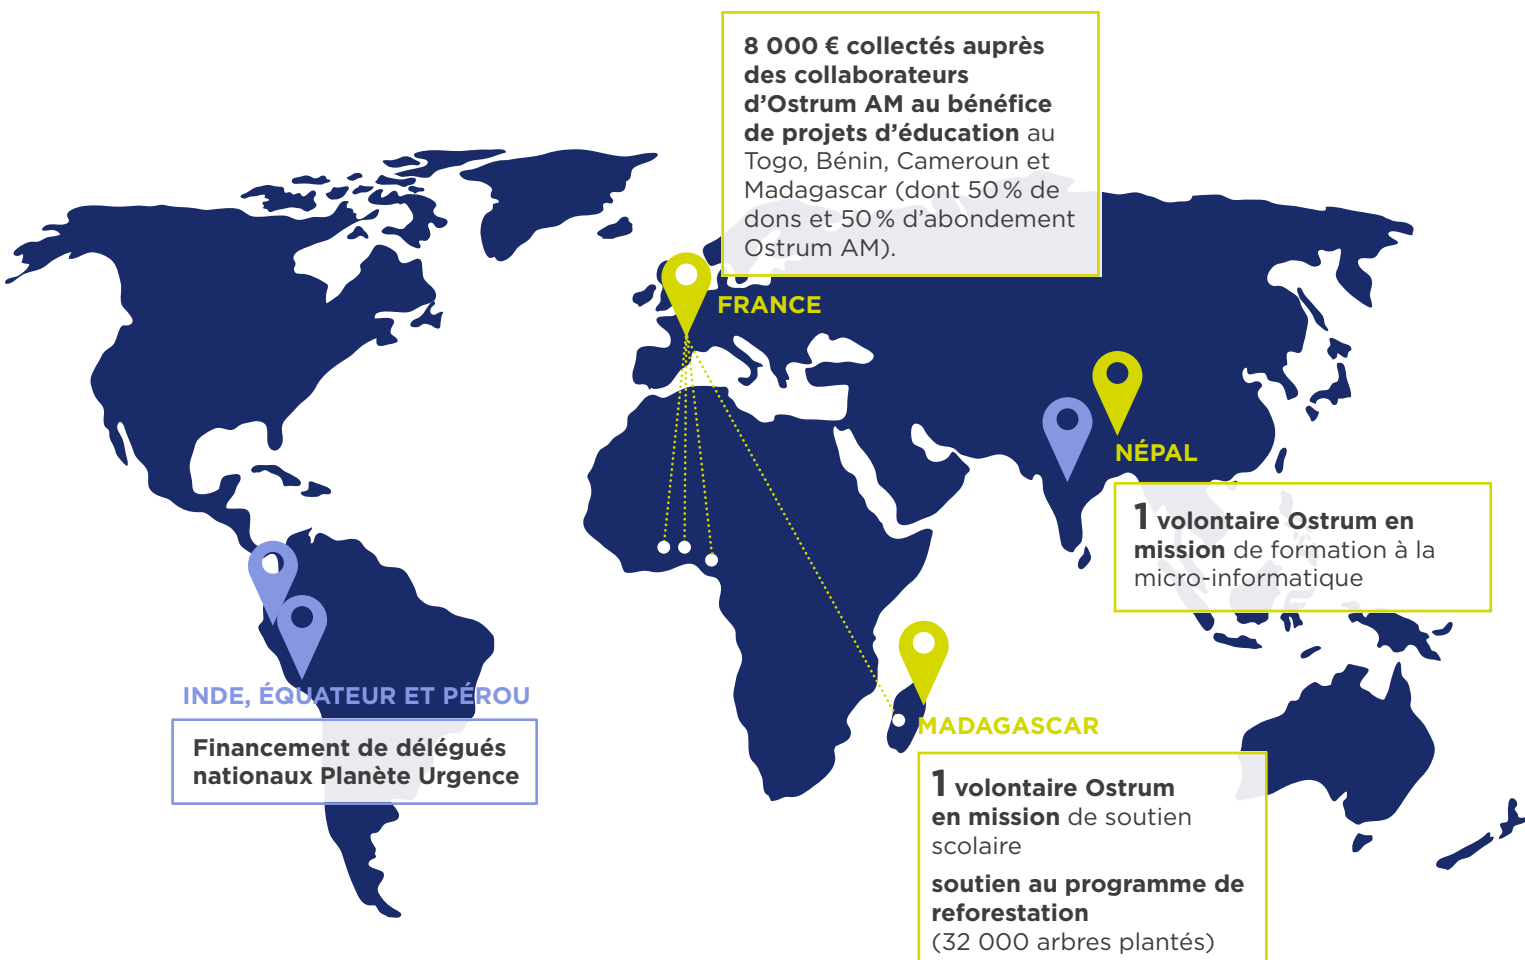 8 000 € collectés auprès
des collaborateurs
d’Ostrum AM au bénéfice
de projets d’éducation au
Togo, Bénin, Cameroun et
Madagascar (dont 50 % de
dons et 50 % d’abondement
Ostrum AM).
FRANCE
NÉPAL
1 volontaire Ostrum en
mission de formation à la
micro-informatique
INDE, ÉQUATEUR ET PÉROU
Financement de délégués
nationaux Planète Urgence
MADAGASCAR
1 volontaire Ostrum
en mission de soutien
scolaire
soutien au programme de
reforestation
(32 000 arbres plantés)